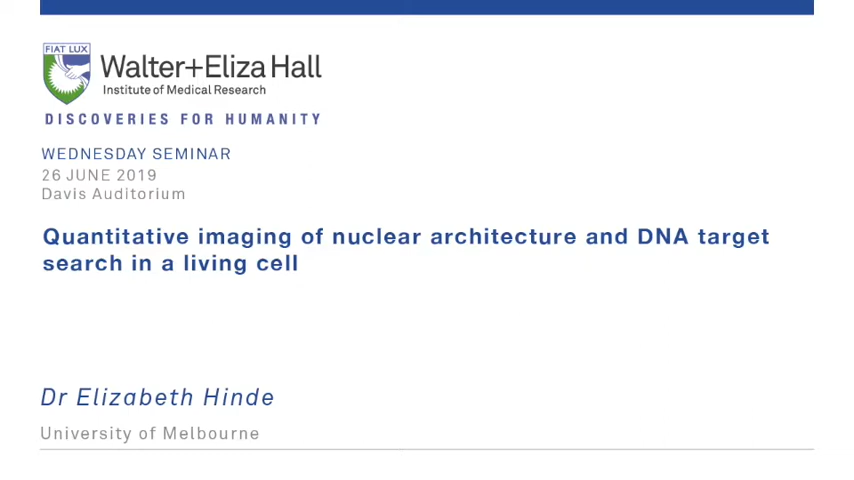 FIAT LUX
Walter+Eliza Hall
Institute of Medical Research
DISCOVERIES FOR HUMANITY
WEDNESDAY SEMINAR
26 JUNE 2019
Davis Auditorium
Quantitative imaging of nuclear architecture and DNA target
search in a living cell
Dr Elizabeth Hinde
University of Melbourne